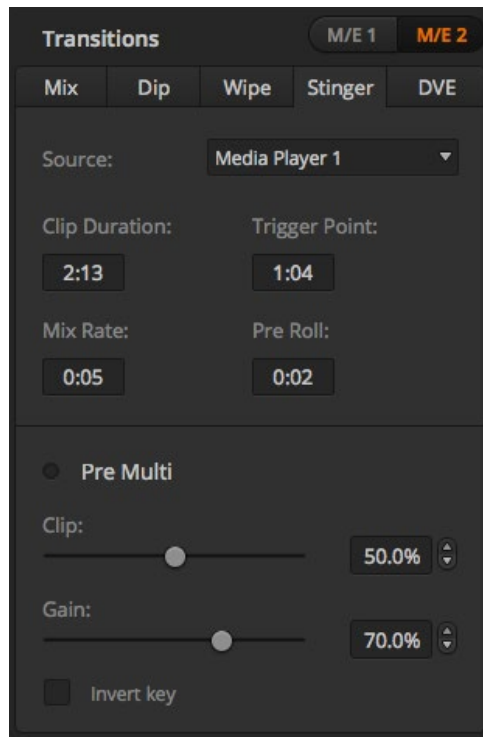 Transitions M/E 1 M/E 2
Mix Dip Wipe Stinger DVE
Source: Media Player 1
Clip Duration: Trigger Point:
2:13 1:04
Mix Rate: Pre Roll:
0:05 0:02
Pre Multi
Clip:
50.0%
Gain:
70.0%
Invert key